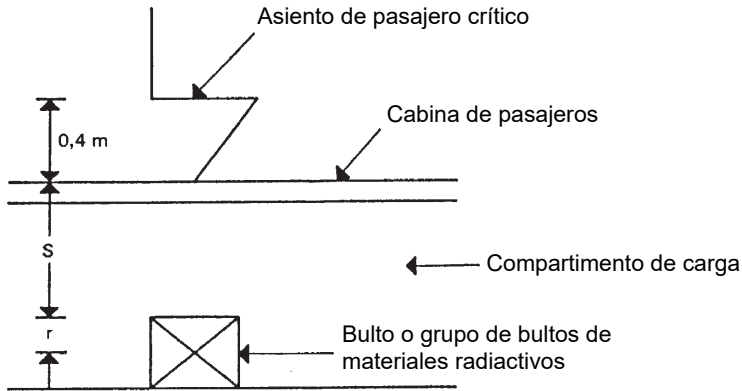 Asiento de pasajero crítico
Cabina de pasajeros
0,4 m
S
Compartimento de carga
r
Bulto o grupo de bultos de
materiales radiactivos